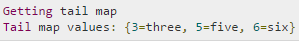 Getting tail map
Tail map values: {3=three, 5=five, 6=six}